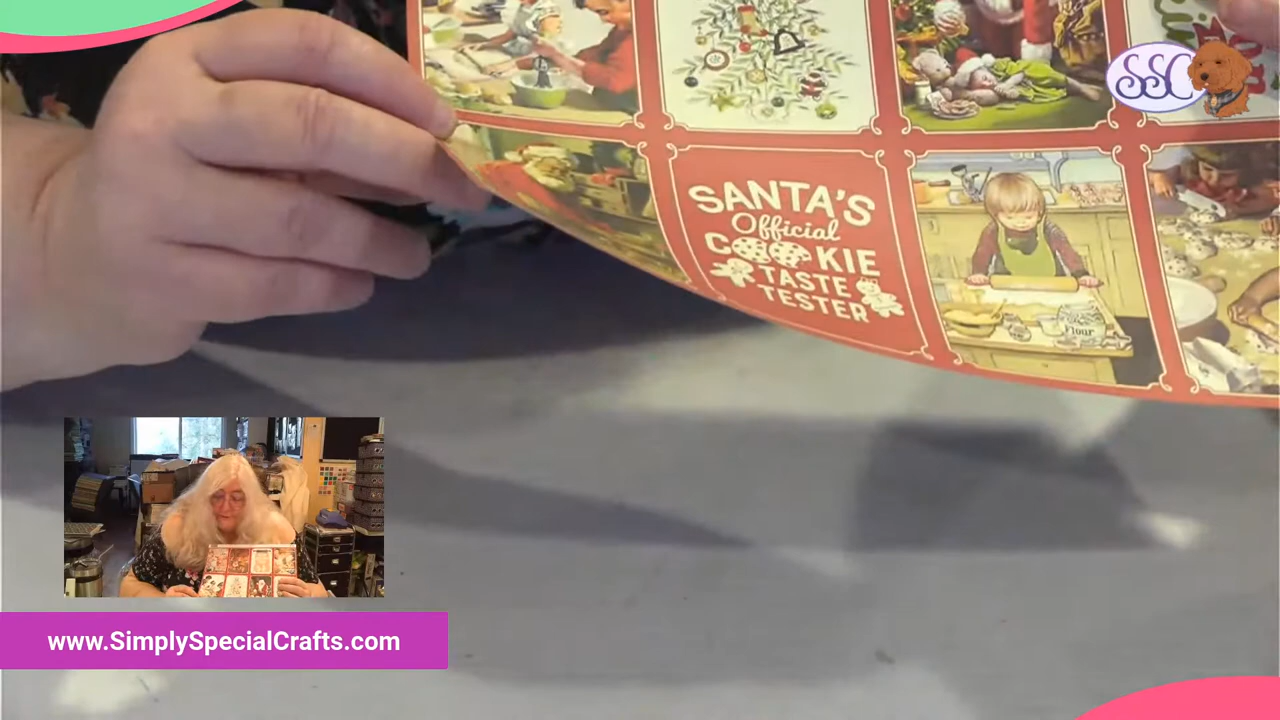 SSC
SANTA'S
Official
COOKIE
TASTE
TESTER
Flour
www.SimplySpecialCrafts.com